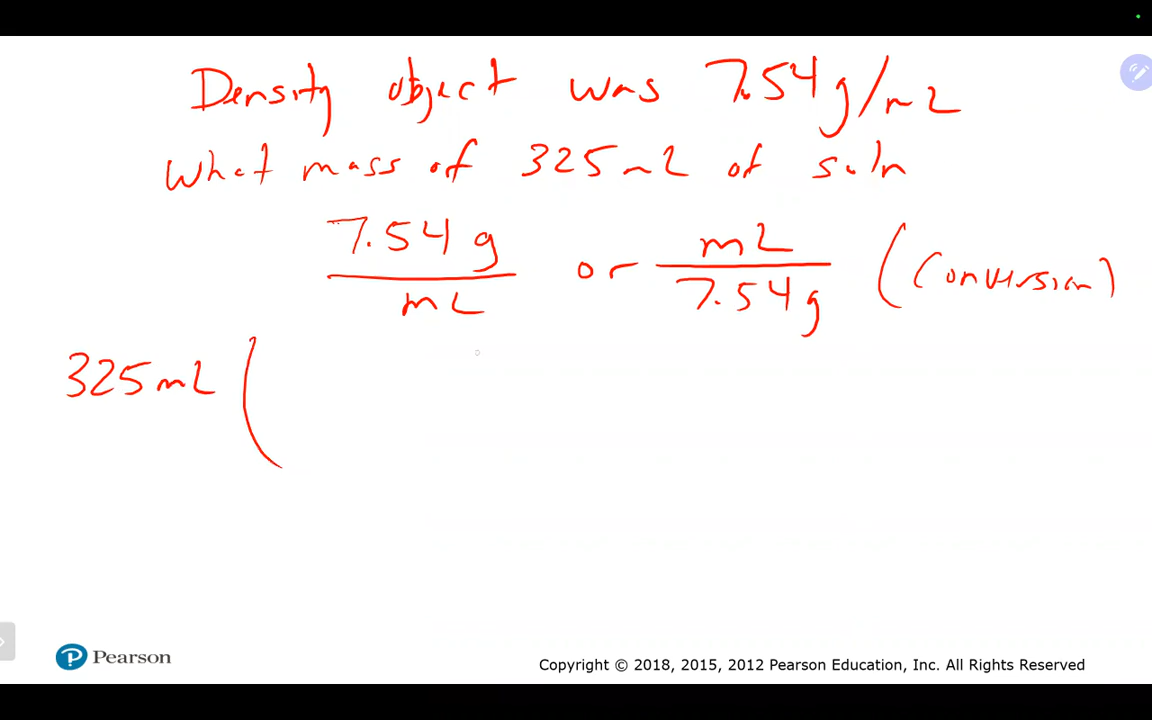 Density object was 7.54 g/mL
What mass of 325 mL of soln
7.54 g or mL (Conversion)
mL 7.54 g
325 mL (
Pearson
Copyright © 2018, 2015, 2012 Pearson Education, Inc. All Rights Reserved